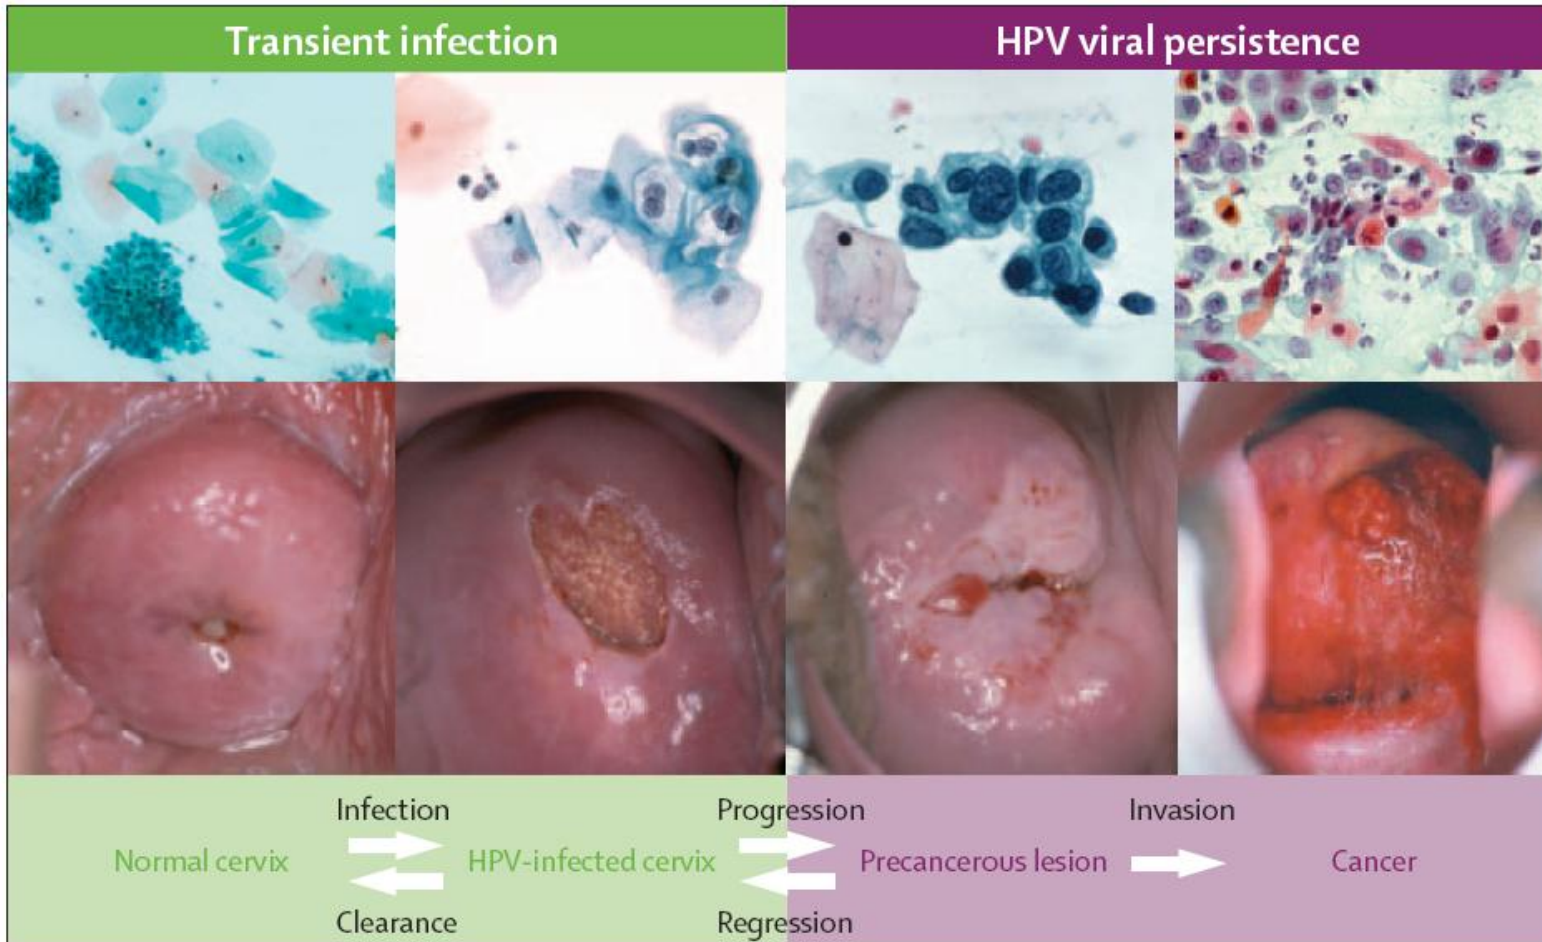 Transient infection
HPV viral persistence
Infection
Progression
Invasion
Normal cervix
HPV-infected cervix
Precancerous lesion
Cancer
Clearance
Regression